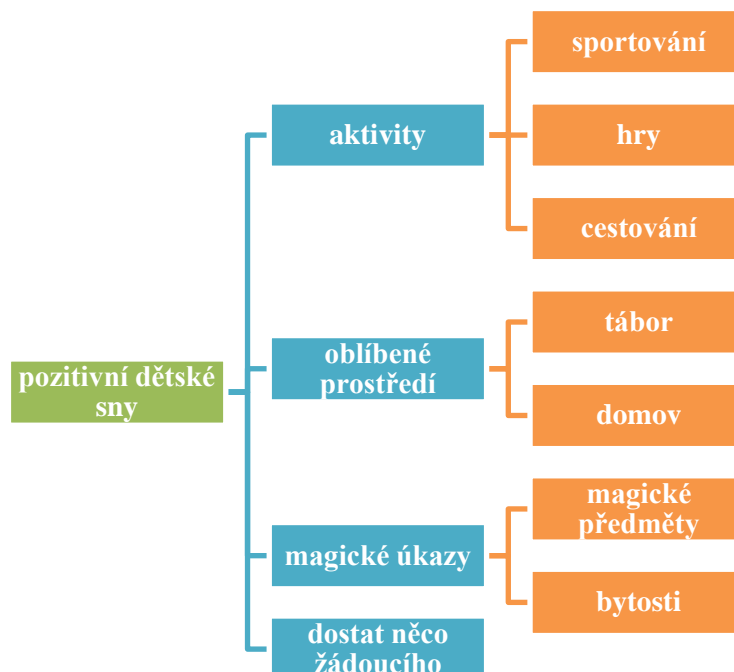 pozitivní dětské
sny
aktivity
sportování
hry
cestování
oblíbené
prostředí
tábor
domov
magické úkazy
magické
předměty
bytosti
dostat něco
žádoucího